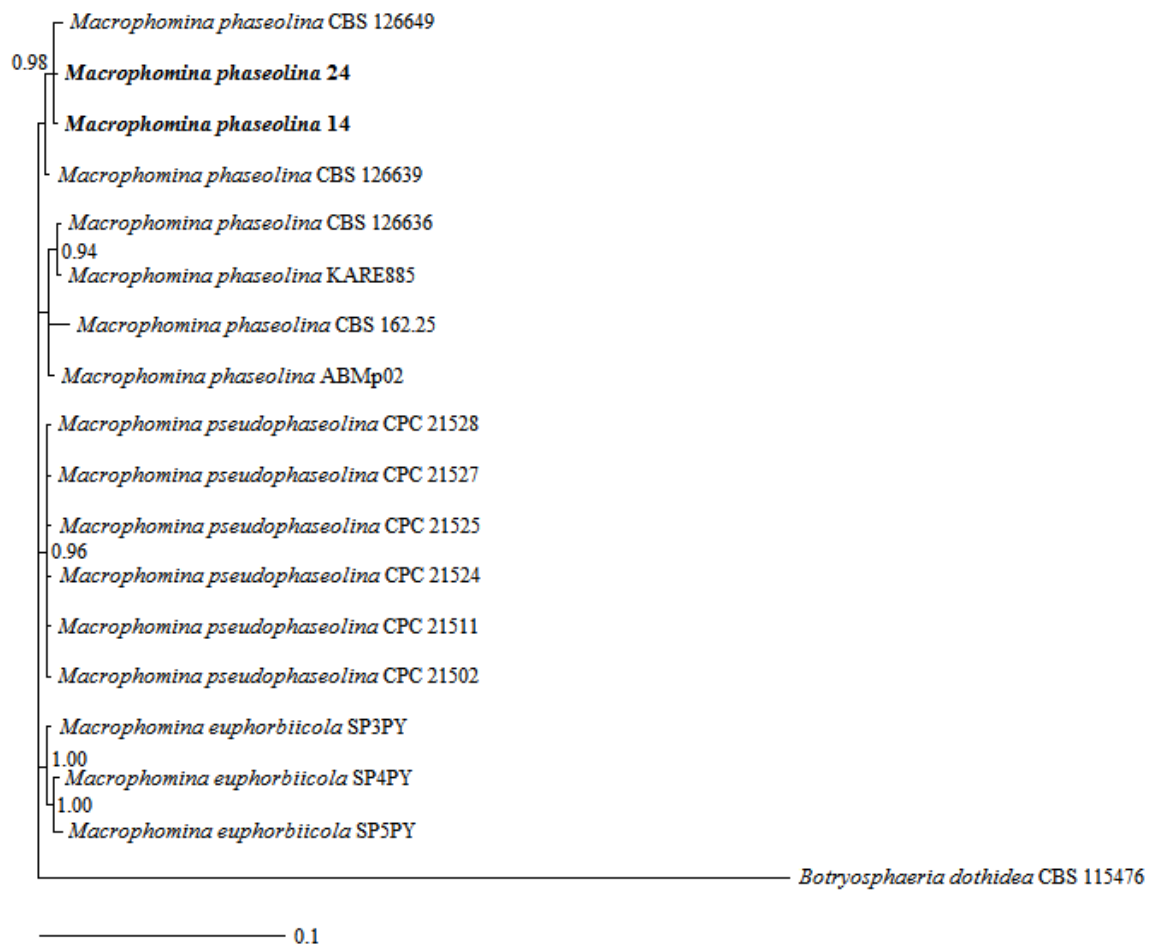 Macrophomina phaseolina CBS 126649
0.98
Macrophomina phaseolina 24
Macrophomina phaseolina 14
Macrophomina phaseolina CBS 126639
Macrophomina phaseolina CBS 126636
0.94
Macrophomina phaseolina KARE885
Macrophomina phaseolina CBS 162.25
Macrophomina phaseolina ABMp02
Macrophomina pseudophaseolina CPC 21528
Macrophomina pseudophaseolina CPC 21527
Macrophomina pseudophaseolina CPC 21525
0.96
Macrophomina pseudophaseolina CPC 21524
Macrophomina pseudophaseolina CPC 21511
Macrophomina pseudophaseolina CPC 21502
Macrophomina euphorbiicola SP3PY
1.00
Macrophomina euphorbiicola SP4PY
1.00
Macrophomina euphorbiicola SP5PY
Botryosphaeria dothidea CBS 115476
0.1